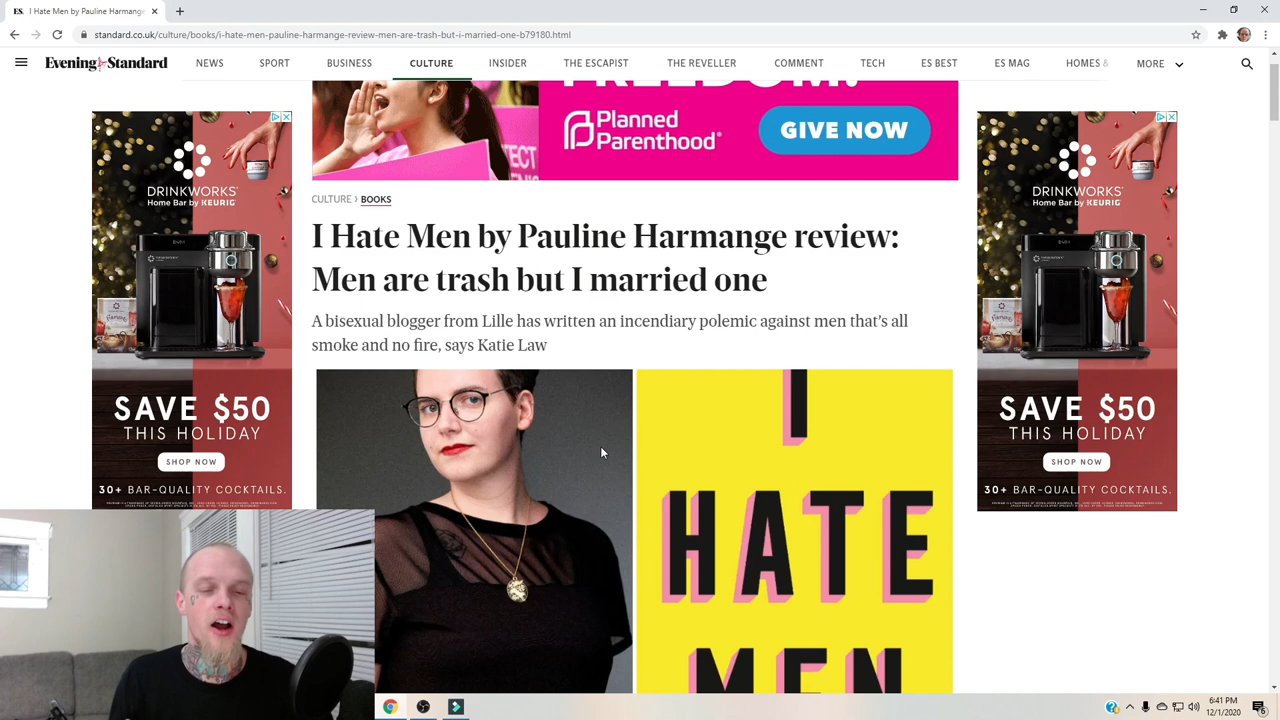 ES. I Hate Men by Pauline Harmange
standard.co.uk/culture/books/i-hate-men-pauline-harmange-review-men-are-trash-but-i-married-one-b79180.html
Evening Standard NEWS SPORT BUSINESS CULTURE INSIDER THE ESCAPIST THE REVELLER COMMENT TECH ES BEST ES MAG HOMES & MORE
FREEDOM.
Planned
Parenthood
GIVE NOW
TECT
DRINKWORKS
Home Bar by KEURIG
SAVE $50
THIS HOLIDAY
SHOP NOW
30+ BAR-QUALITY COCKTAILS.
CULTURE › BOOKS
I Hate Men by Pauline Harmange review:
Men are trash but I married one
A bisexual blogger from Lille has written an incendiary polemic against men that's all
smoke and no fire, says Katie Law
I
HATE
MEN
DRINKWORKS
Home Bar by KEURIG
SAVE $50
THIS HOLIDAY
SHOP NOW
30+ BAR-QUALITY COCKTAILS.
6:41 PM
12/1/2020